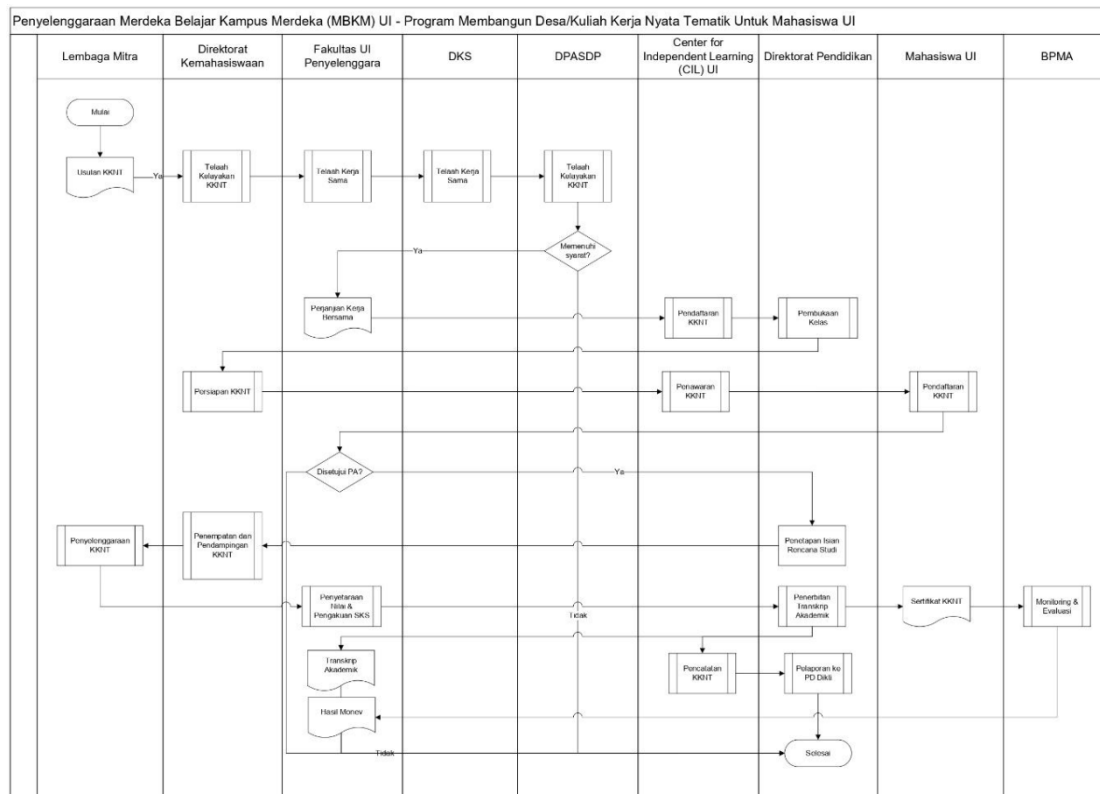 Penyelenggaraan Merdeka Belajar Kampus Merdeka (MBKM) UI - Program Membangun Desa/Kuliah Kerja Nyata Tematik Untuk Mahasiswa UI
Lembaga Mitra
Direktorat
Kemahasiswaan
Fakultas UI
Penyelenggara
DKS
DPASDP
Center for
Independent Learning
(CIL) UI
Direktorat Pendidikan
Mahasiswa UI
BPMA
Mulai
Usulan KKNT
Ya
Telaah
Kelayakan
KKNT
Telaah Kerja
Sama
Telaah Kerja
Sama
Telaah
Kelayakan
KKNT
Memenuhi
syarat?
Ya
Perjanjian Kerja
Bersama
Pendaftaran
KKNT
Pembukaan
Kelas
Persiapan KKNT
Penawaran
KKNT
Pendaftaran
KKNT
Disetujui PA?
Ya
Penyelenggaraan
KKNT
Penempatan dan
Pendampingan
KKNT
Penetapan Isian
Rencana Studi
Penyetaraan
Nilai &
Pengakuan SKS
Tidak
Penerbitan
Transkrip
Akademik
Sertifikat KKNT
Monitoring &
Evaluasi
Transkrip
Akademik
Pencatatan
KKNT
Pelaporan ke
PD Dikti
Hasil Monev
Tidak
Selesai